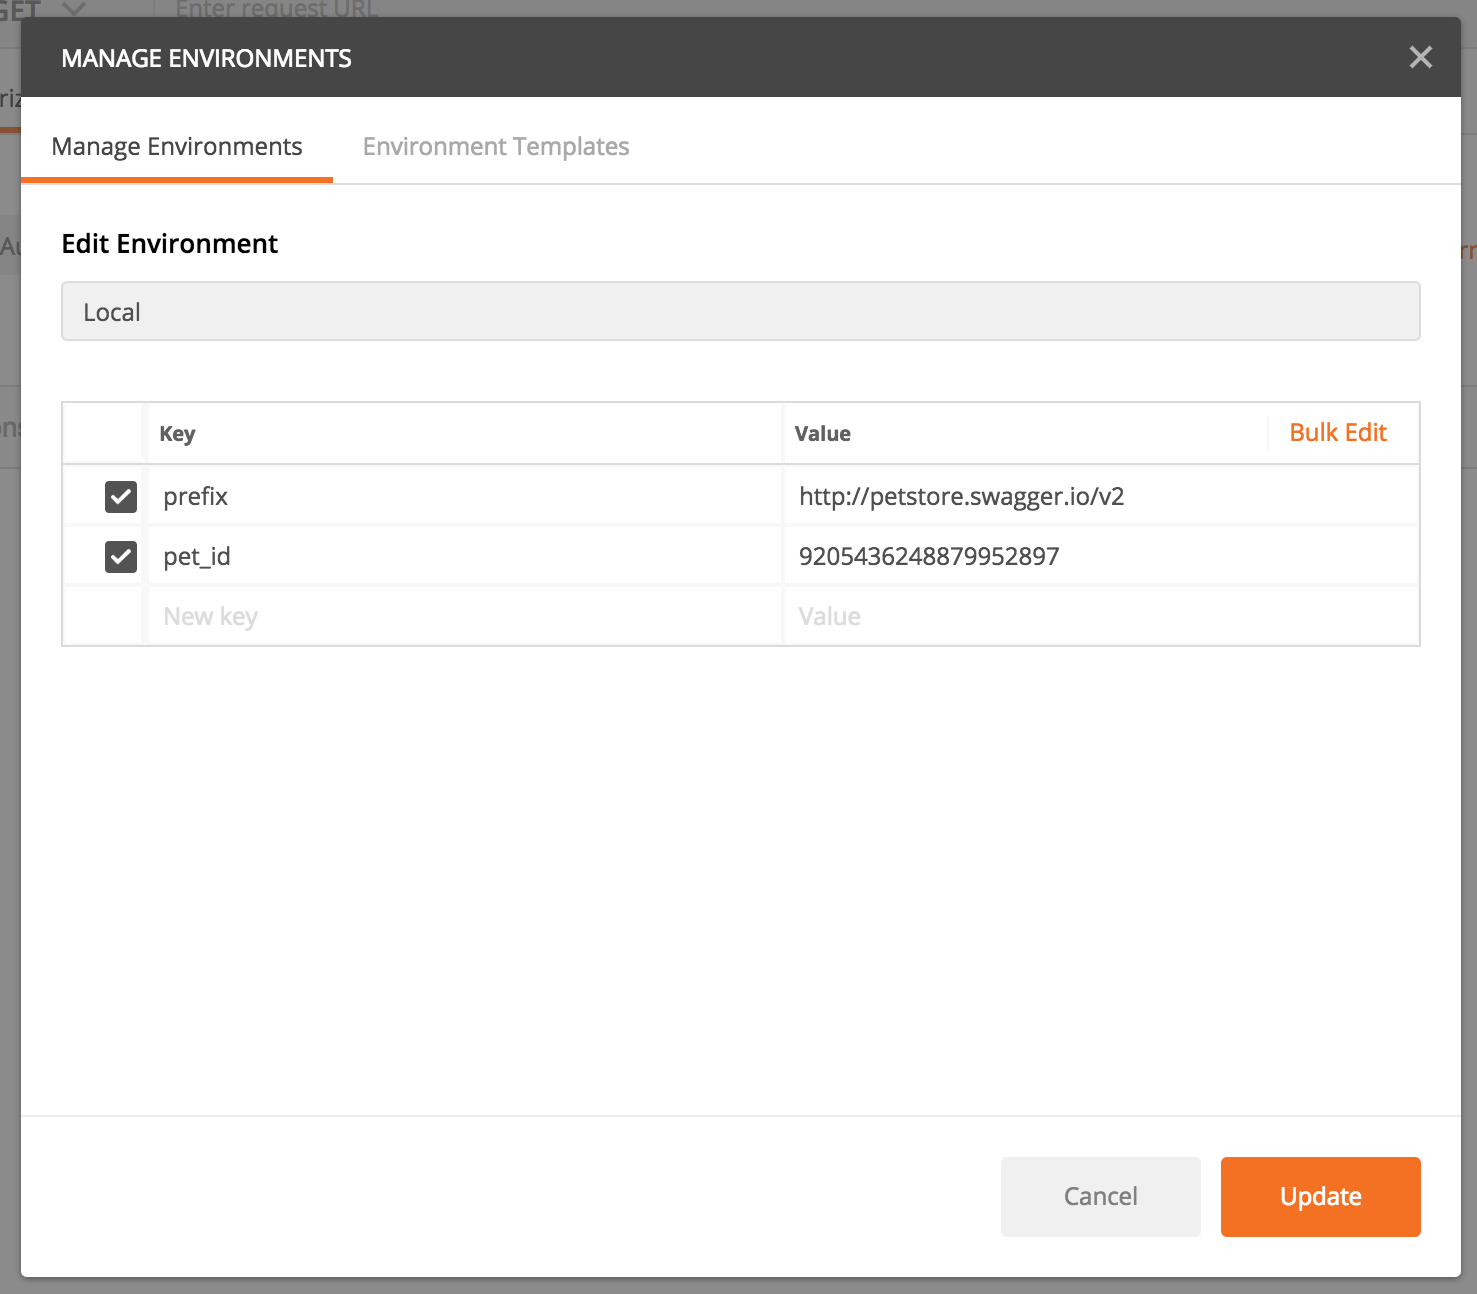 GET Enter request URL
MANAGE ENVIRONMENTS
Manage Environments Environment Templates
Edit Environment
Local
Key Value Bulk Edit
prefix http://petstore.swagger.io/v2
pet_id 9205436248879952897
New key Value
Cancel Update